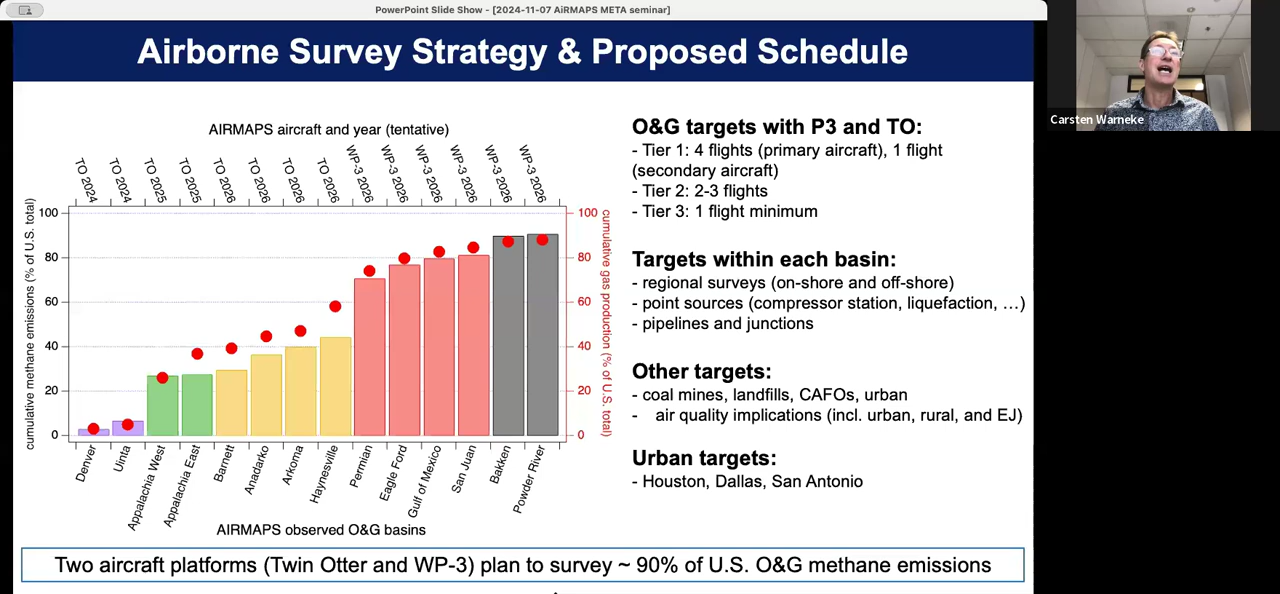 PowerPoint Slide Show - [2024-11-07 AiRMAPS META seminar]
Airborne Survey Strategy & Proposed Schedule
Carsten Warneke
AIRMAPS aircraft and year (tentative)
TO 2024
TO 2024
TO 2025
TO 2025
TO 2026
TO 2026
TO 2026
TO 2026
WP-3 2026
WP-3 2026
WP-3 2026
WP-3 2026
WP-3 2026
WP-3 2026
cumulative methane emissions (% of U.S. total)
100
80
60
40
20
0
100
80
60
40
20
0
cumulative gas production (% of U.S. total)
Denver
Uinta
Appalachia West
Appalachia East
Barnett
Anadarko
Arkoma
Haynesville
Permian
Eagle Ford
Gulf of Mexico
San Juan
Bakken
Powder River
AIRMAPS observed O&G basins
O&G targets with P3 and TO:
- Tier 1: 4 flights (primary aircraft), 1 flight
(secondary aircraft)
- Tier 2: 2-3 flights
- Tier 3: 1 flight minimum
Targets within each basin:
- regional surveys (on-shore and off-shore)
- point sources (compressor station, liquefaction, …)
- pipelines and junctions
Other targets:
- coal mines, landfills, CAFOs, urban
- air quality implications (incl. urban, rural, and EJ)
Urban targets:
- Houston, Dallas, San Antonio
Two aircraft platforms (Twin Otter and WP-3) plan to survey ~ 90% of U.S. O&G methane emissions